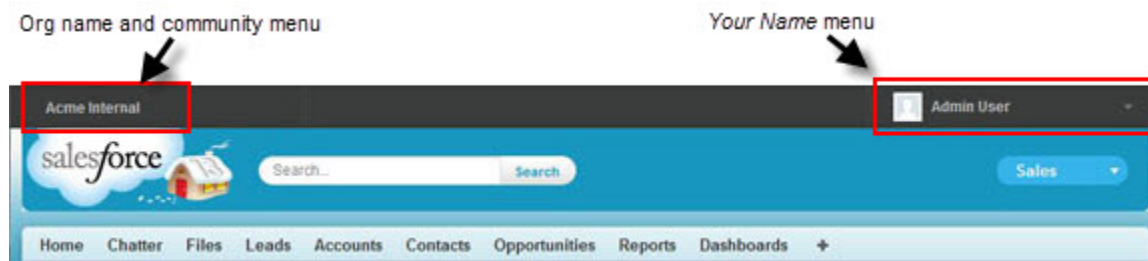 Org name and community menu
Your Name menu
Acme Internal
Admin User
salesforce
Search...
Search
Sales
Home Chatter Files Leads Accounts Contacts Opportunities Reports Dashboards +